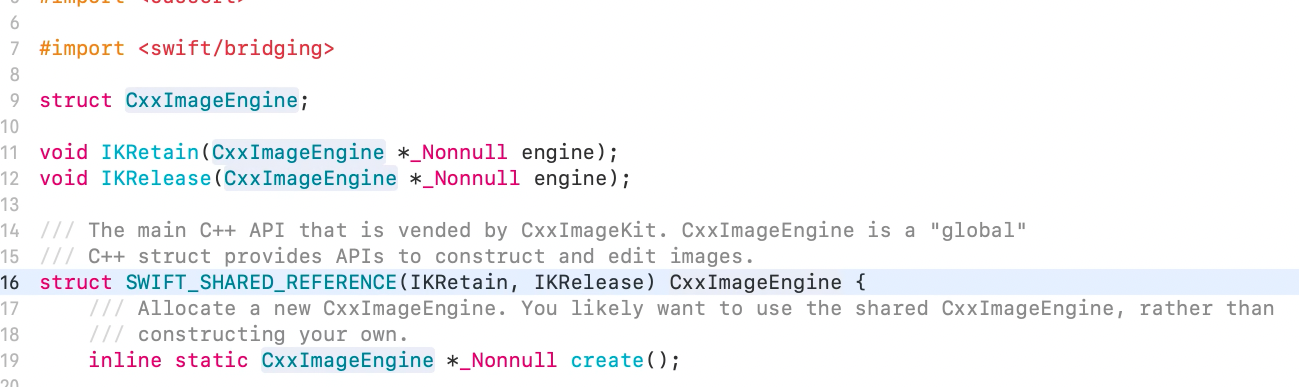 6
7 #import <swift/bridging>
8
9 struct CxxImageEngine;
10
11 void IKRetain(CxxImageEngine *_Nonnull engine);
12 void IKRelease(CxxImageEngine *_Nonnull engine);
13
14 /// The main C++ API that is vended by CxxImageKit. CxxImageEngine is a "global"
15 /// C++ struct provides APIs to construct and edit images.
16 struct SWIFT_SHARED_REFERENCE(IKRetain, IKRelease) CxxImageEngine {
17 /// Allocate a new CxxImageEngine. You likely want to use the shared CxxImageEngine, rather than
18 /// constructing your own.
19 inline static CxxImageEngine *_Nonnull create();
20